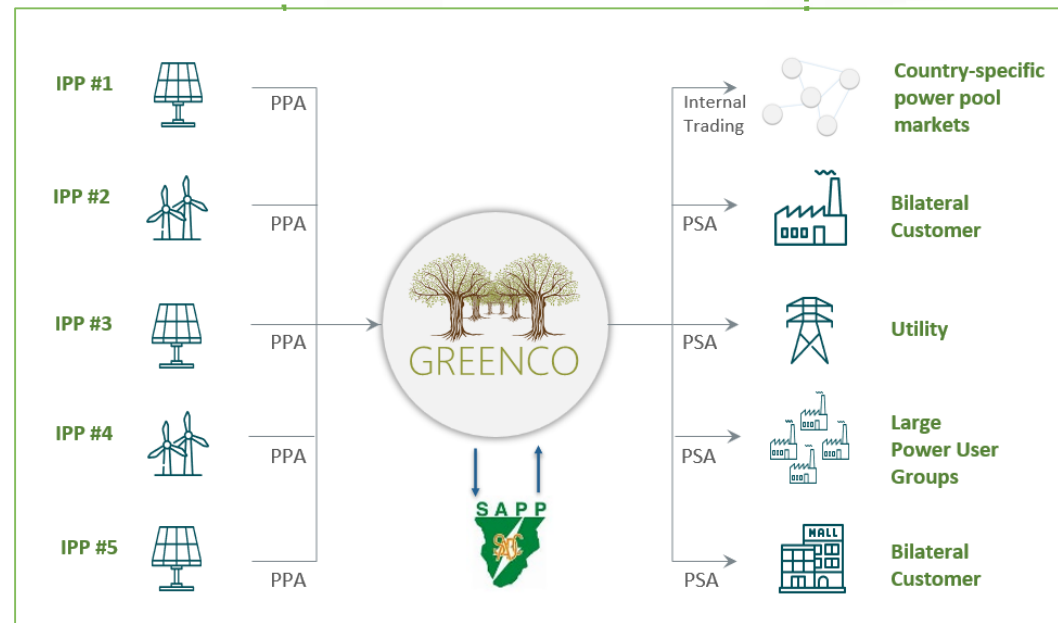 IPP #1
PPA
IPP #2
PPA
IPP #3
PPA
IPP #4
PPA
IPP #5
PPA
GREENCO
SAPP
Internal
Trading
Country-specific
power pool
markets
PSA
Bilateral
Customer
PSA
Utility
PSA
Large
Power User
Groups
PSA
MALL
Bilateral
Customer